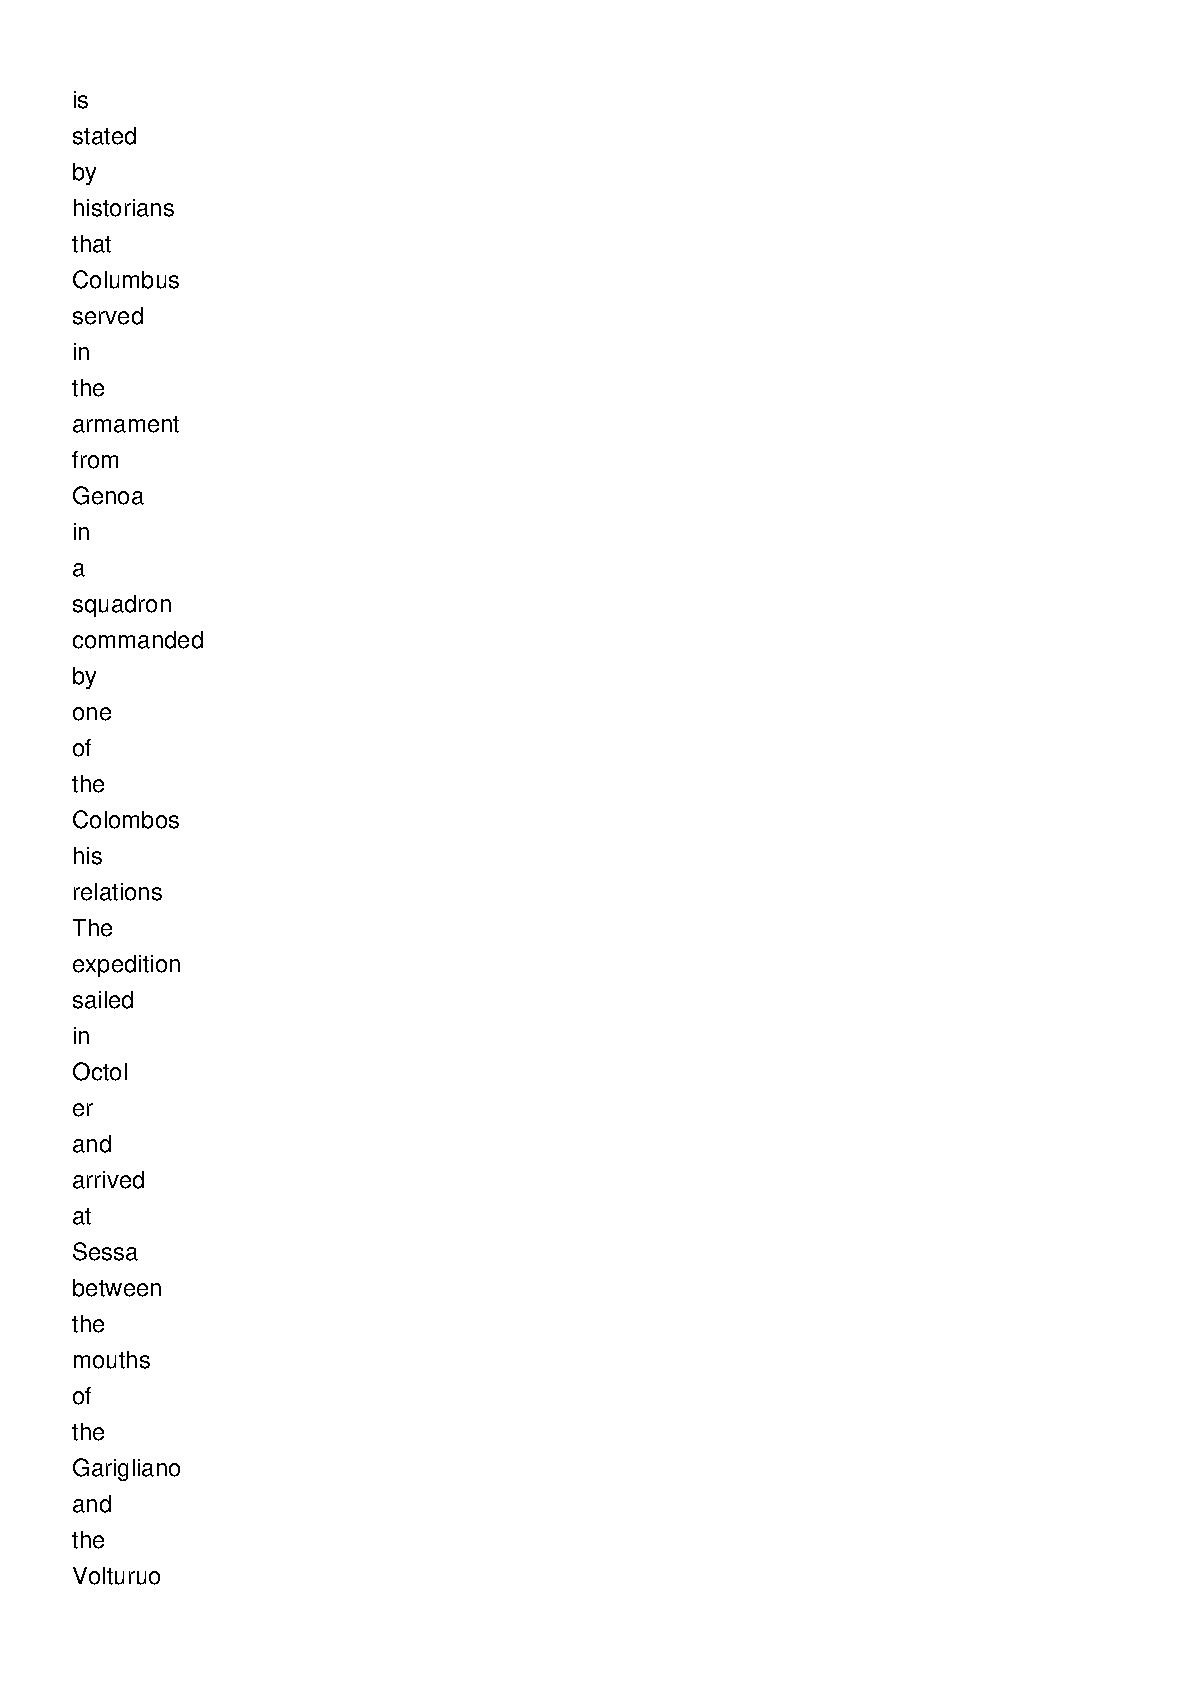 is
stated
by
historians
that
Columbus
served
in
the
armament
from
Genoa
in
a
squadron
commanded
by
one
of
the
Colombos
his
relations
The
expedition
sailed
in
Octol
er
and
arrived
at
Sessa
between
the
mouths
of
the
Garigliano
and
the
Volturuo